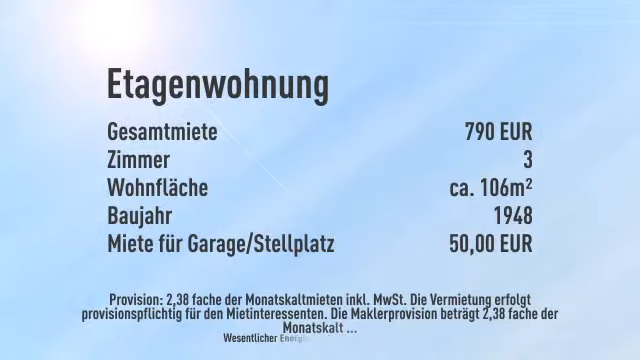 Etagenwohnung
Gesamtmiete 790 EUR
Zimmer 3
Wohnfläche ca. 106m²
Baujahr 1948
Miete für Garage/Stellplatz 50,00 EUR
Provision: 2,38 fache der Monatskaltmieten inkl. MwSt. Die Vermietung erfolgt
provisionspflichtig für den Mietinteressenten. Die Maklerprovision beträgt 2,38 fache der
Monatskalt ...
Wesentlicher